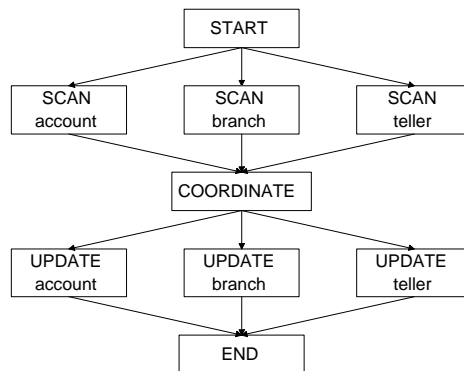 START
SCAN
account
SCAN
branch
SCAN
teller
COORDINATE
UPDATE
account
UPDATE
branch
UPDATE
teller
END